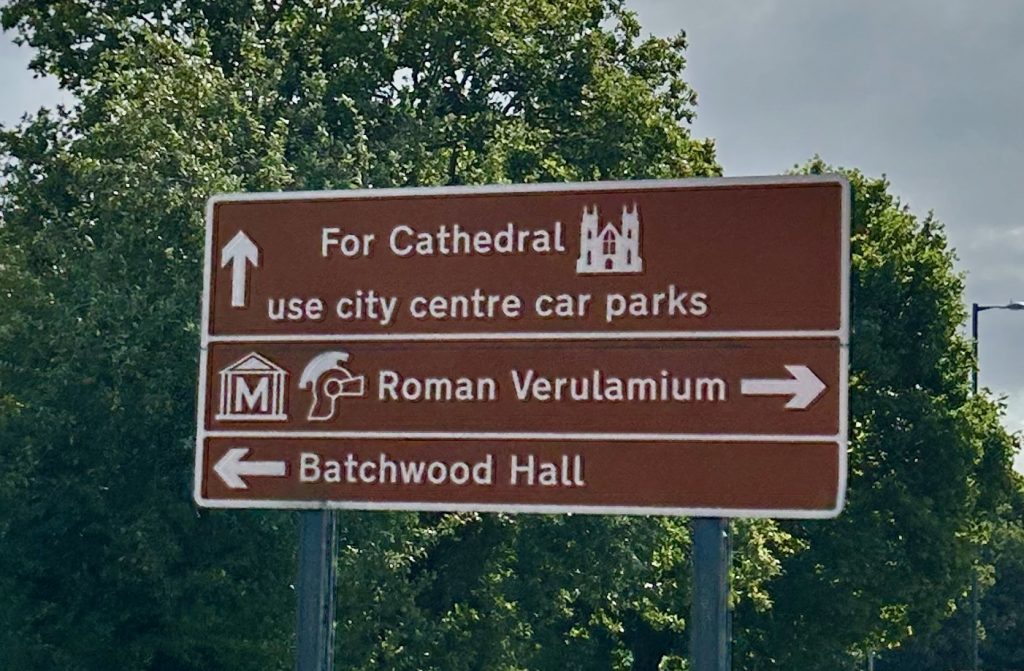 For Cathedral
use city centre car parks
M Roman Verulamium
Batchwood Hall